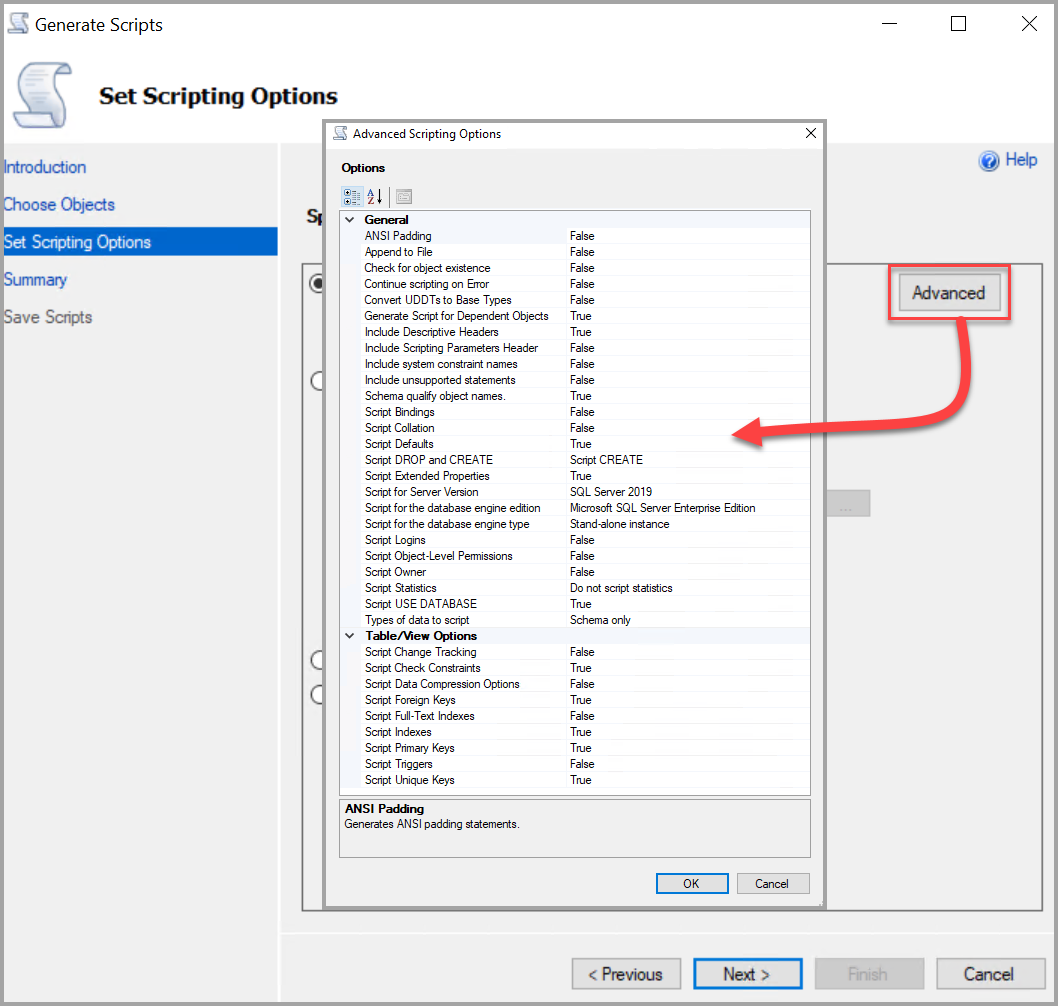 Generate Scripts
Set Scripting Options
Introduction
Choose Objects
Set Scripting Options
Summary
Save Scripts
Help
Sp
Advanced
...
Advanced Scripting Options
Options
General
ANSI Padding False
Append to File False
Check for object existence False
Continue scripting on Error False
Convert UDDTs to Base Types False
Generate Script for Dependent Objects True
Include Descriptive Headers True
Include Scripting Parameters Header False
Include system constraint names False
Include unsupported statements False
Schema qualify object names. True
Script Bindings False
Script Collation False
Script Defaults True
Script DROP and CREATE Script CREATE
Script Extended Properties True
Script for Server Version SQL Server 2019
Script for the database engine edition Microsoft SQL Server Enterprise Edition
Script for the database engine type Stand-alone instance
Script Logins False
Script Object-Level Permissions False
Script Owner False
Script Statistics Do not script statistics
Script USE DATABASE True
Types of data to script Schema only
Table/View Options
Script Change Tracking False
Script Check Constraints True
Script Data Compression Options False
Script Foreign Keys True
Script Full-Text Indexes False
Script Indexes True
Script Primary Keys True
Script Triggers False
Script Unique Keys True
ANSI Padding
Generates ANSI padding statements.
OK Cancel
< Previous Next > Finish Cancel